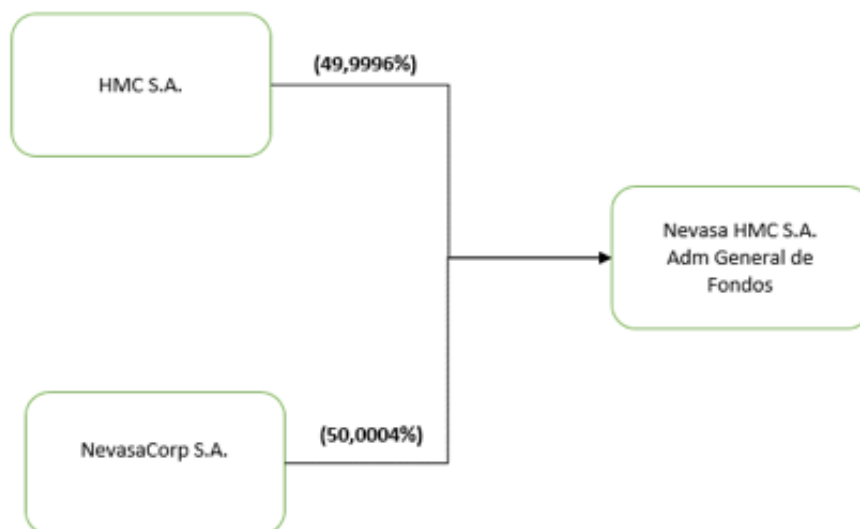 (49,9996%)
HMC S.A.
Nevasa HMC S.A.
Adm General de
Fondos
(50,0004%)
NevasaCorp S.A.